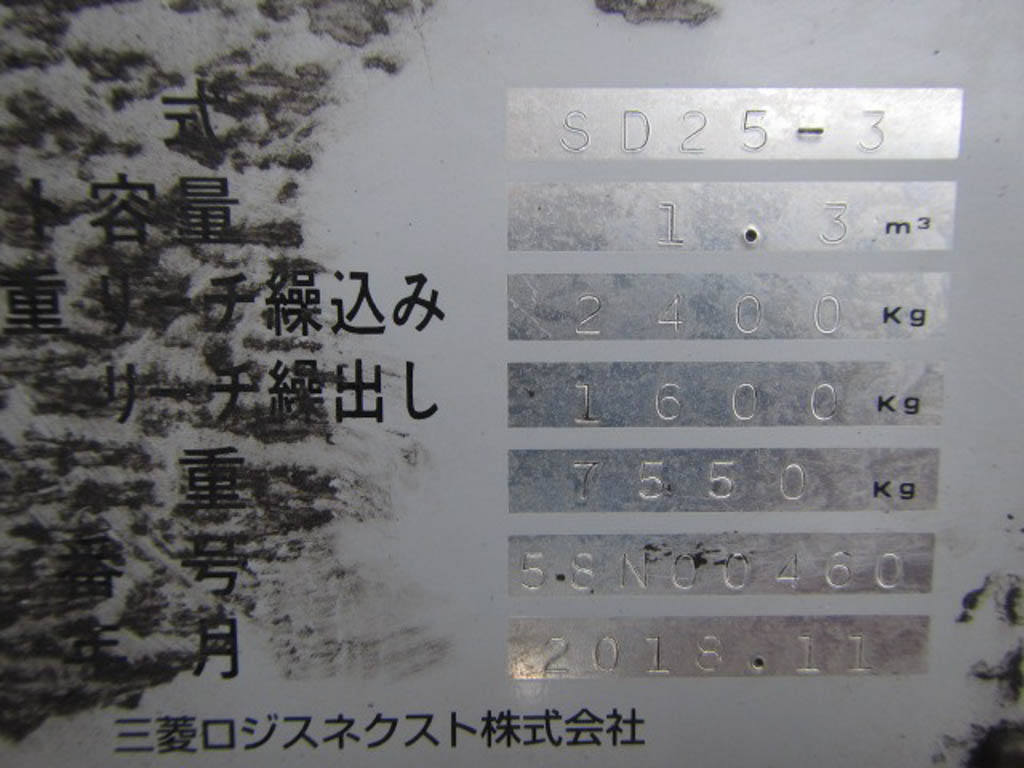 式 SD25-3
ト容量 1.3 m³
重 リーチ繰込み 2400 Kg
リーチ繰出し 1600 Kg
重 7550 Kg
番号 58N00460
年月 2018.11
三菱ロジスネクスト株式会社